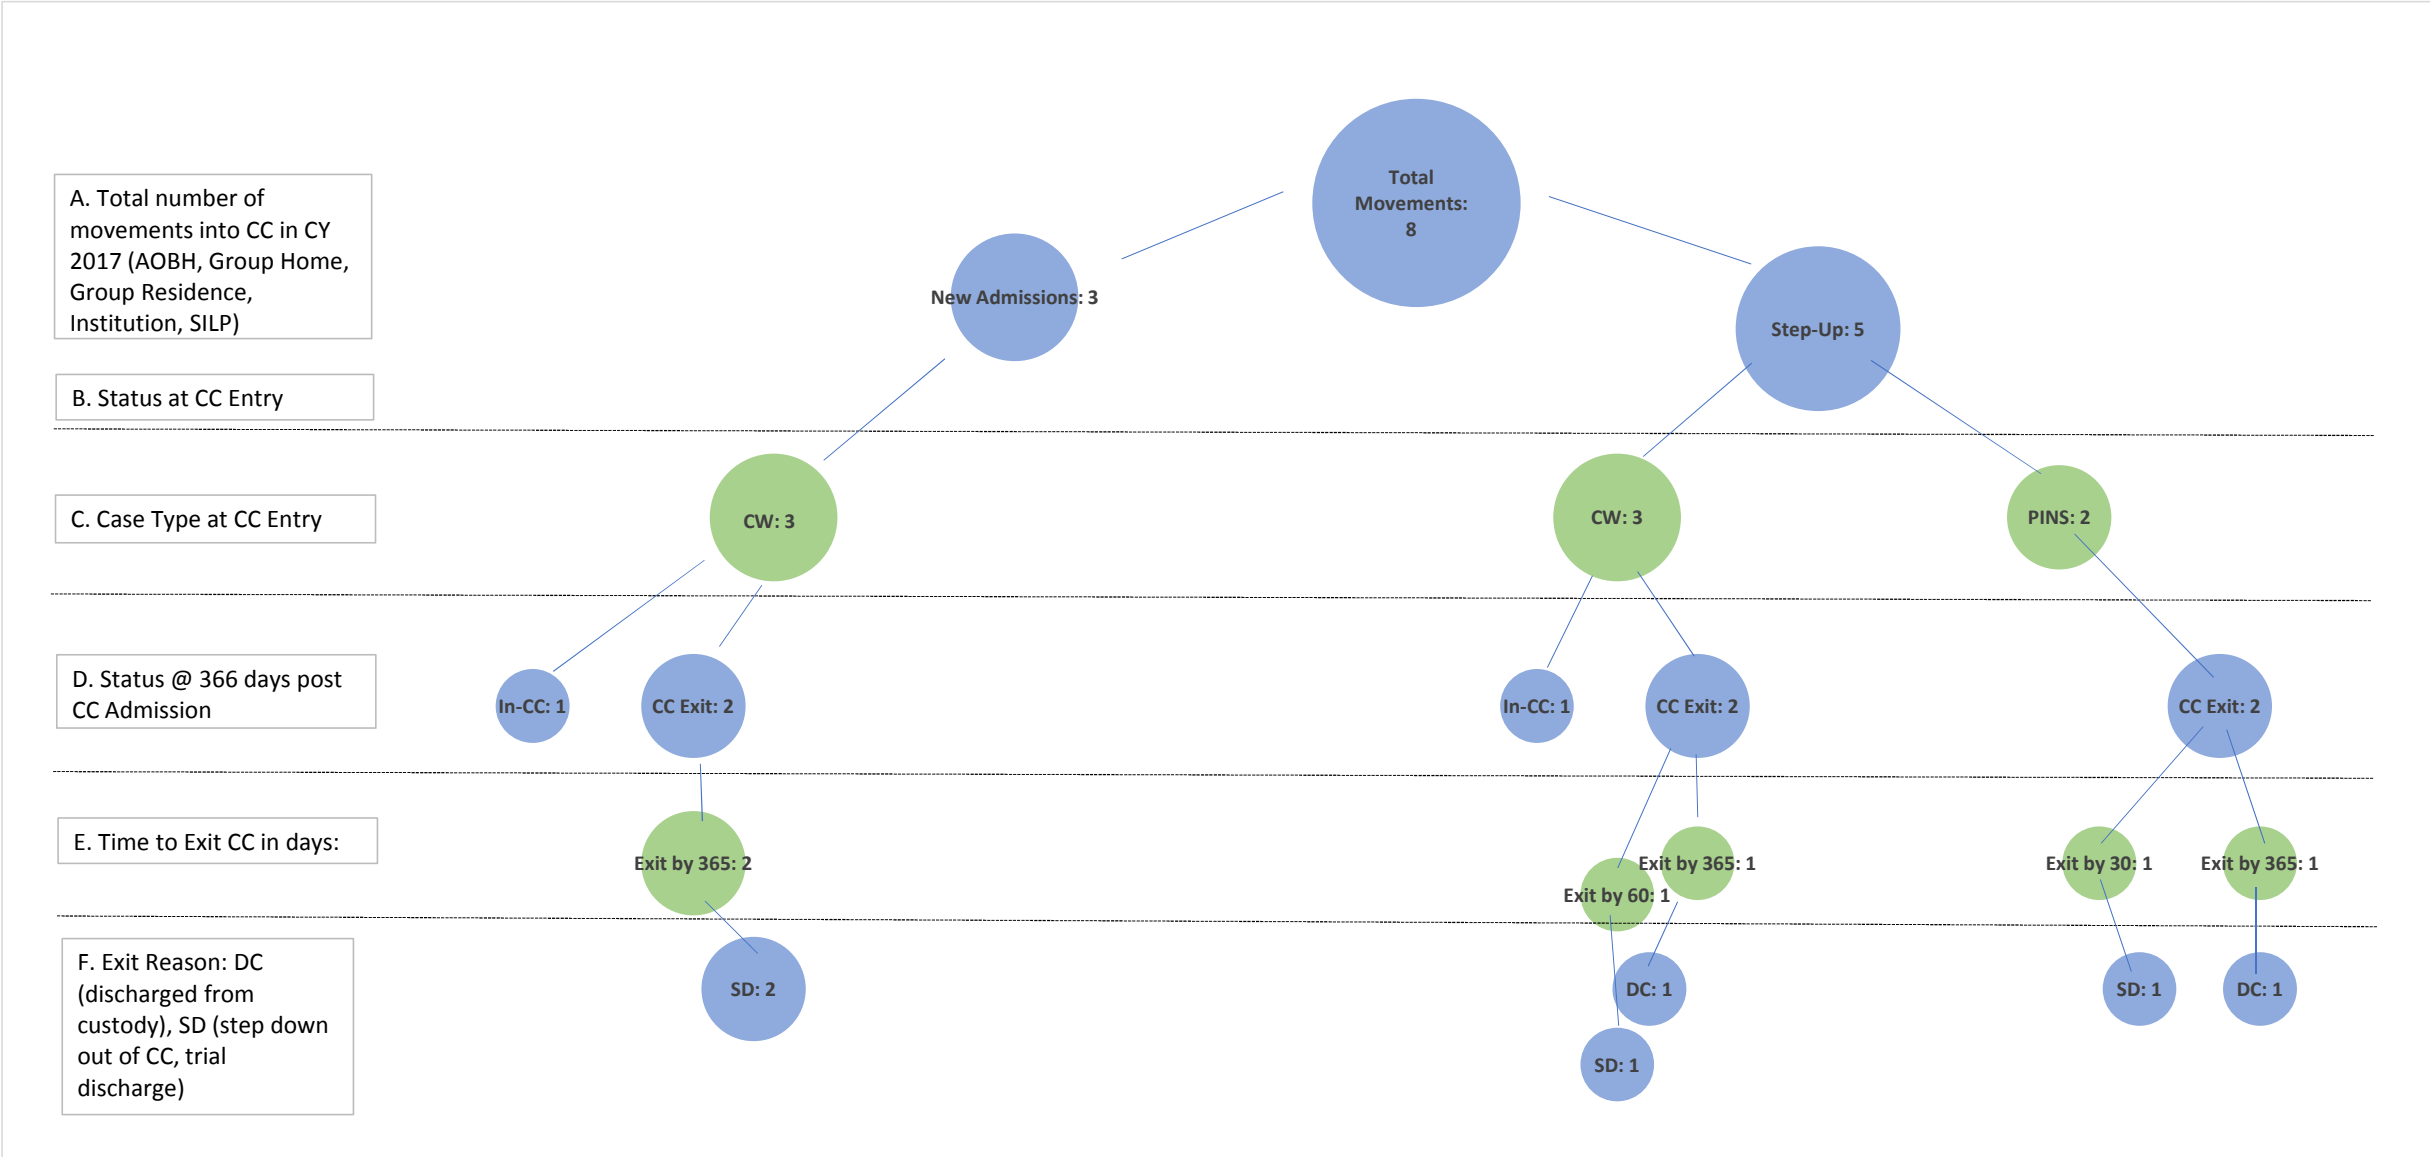 Total
Movements:
8
A. Total number of
movements into CC in CY
2017 (AOBH, Group Home,
Group Residence,
Institution, SILP)
New Admissions: 3
Step-Up: 5
B. Status at CC Entry
C. Case Type at CC Entry
CW: 3
CW: 3
PINS: 2
D. Status @ 366 days post
CC Admission
In-CC: 1
CC Exit: 2
In-CC: 1
CC Exit: 2
CC Exit: 2
E. Time to Exit CC in days:
Exit by 365: 2
Exit by 60: 1
Exit by 365: 1
Exit by 30: 1
Exit by 365: 1
F. Exit Reason: DC
(discharged from
custody), SD (step down
out of CC, trial
discharge)
SD: 2
DC: 1
SD: 1
SD: 1
DC: 1